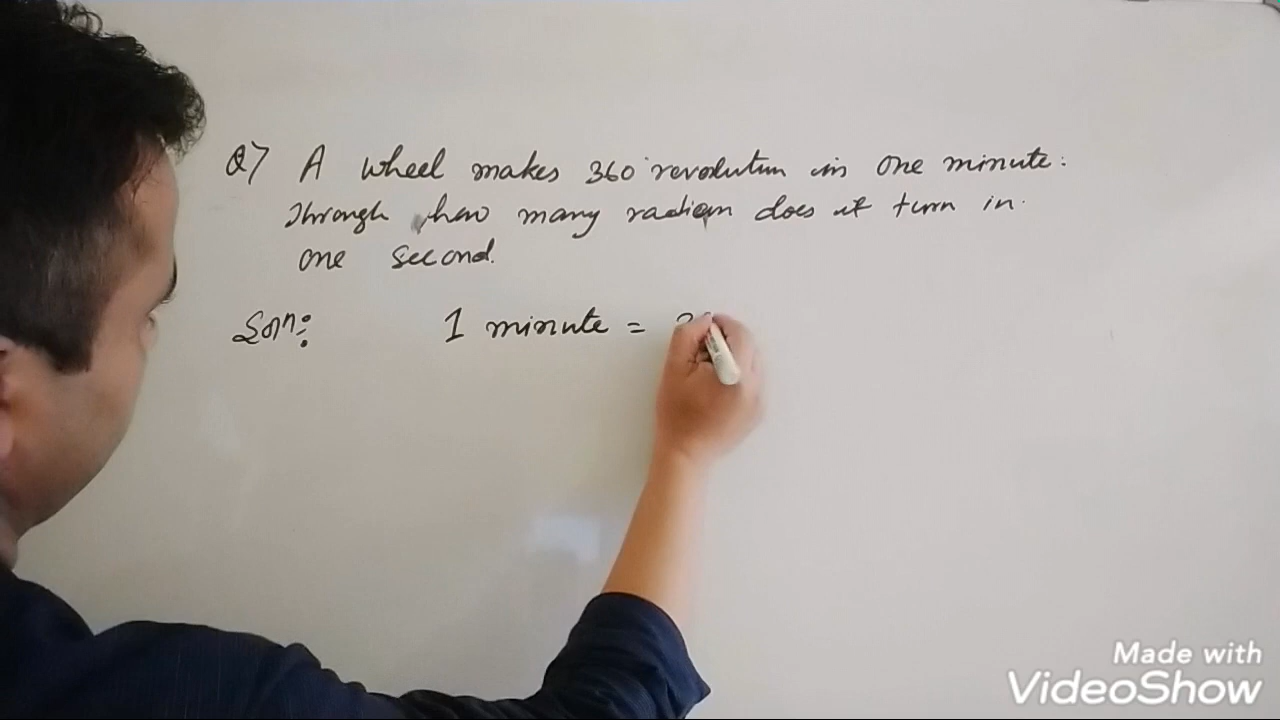 Q7 A wheel makes 360 revolution in one minute.
Through how many radian does it turn in
one second.
Solⁿ: 1 minute =
Made with
VideoShow